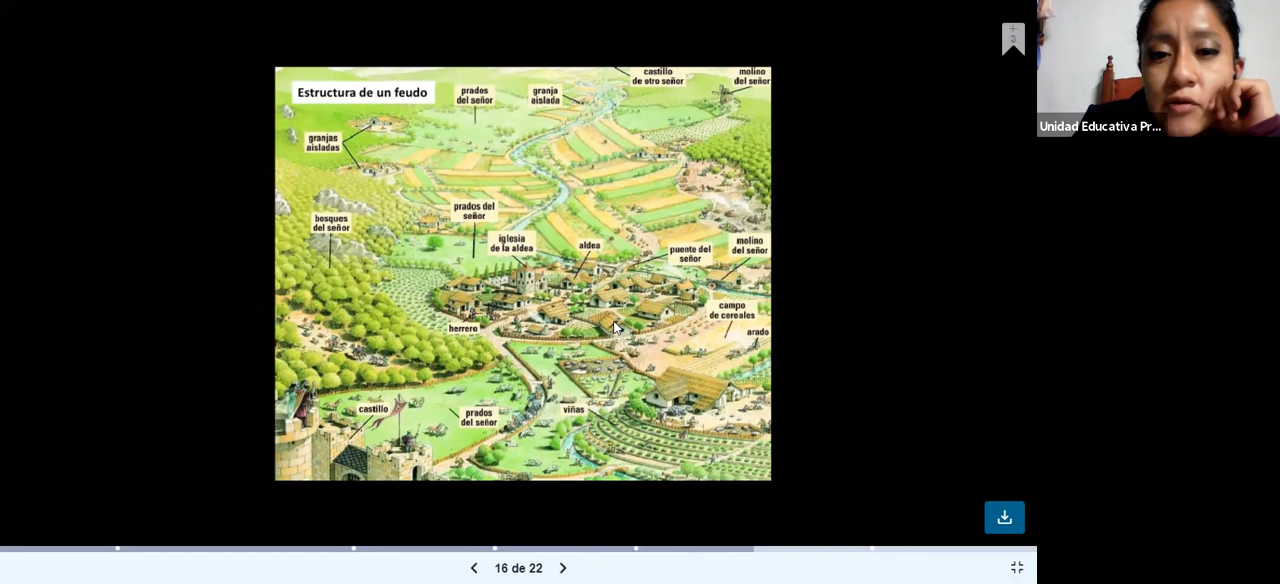 +
3
Unidad Educativa Pr...
Estructura de un feudo
castillo
de otro señor
molino
del señor
prados
del señor
granja
aislada
granjas
aisladas
bosques
del señor
prados del
señor
iglesia
de la aldea
aldea
puente del
señor
molino
del señor
campo
de cereales
herrero
arado
castillo
prados
del señor
viñas
16 de 22